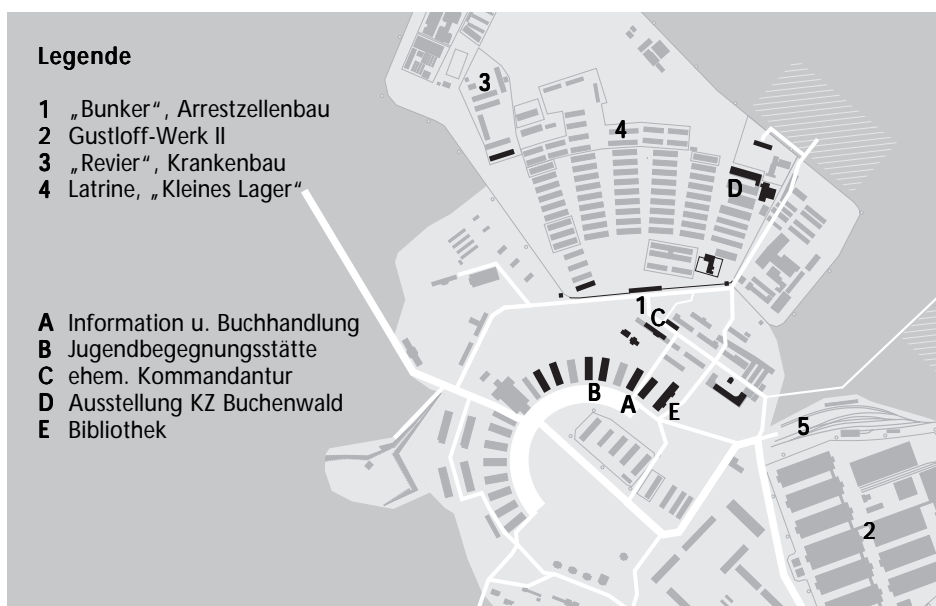 Legende
1 „Bunker“, Arrestzellenbau
2 Gustloff-Werk II
3 „Revier“, Krankenbau
4 Latrine, „Kleines Lager“
A Information u. Buchhandlung
B Jugendbegegnungsstätte
C ehem. Kommandantur
D Ausstellung KZ Buchenwald
E Bibliothek
3
4
D
1
C
B
A
E
5
2